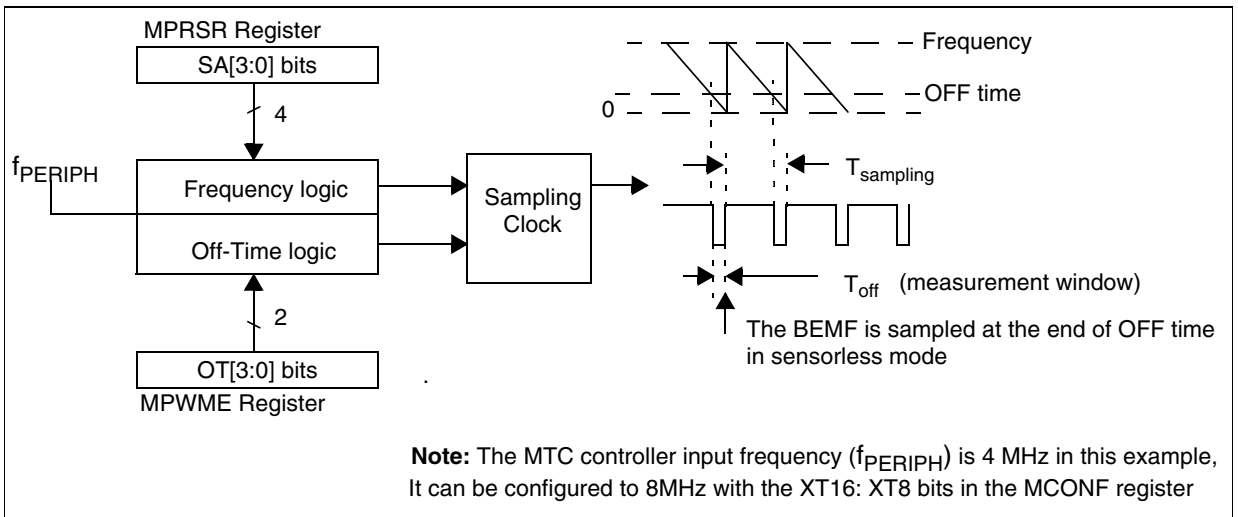 MPRSR Register
SA[3:0] bits
4
fPERIPH
Frequency logic
Off-Time logic
2
OT[3:0] bits
MPWME Register
Sampling
Clock
Frequency
OFF time
0
Tsampling
Toff (measurement window)
The BEMF is sampled at the end of OFF time
in sensorless mode
.
Note: The MTC controller input frequency (fPERIPH) is 4 MHz in this example,
It can be configured to 8MHz with the XT16: XT8 bits in the MCONF register